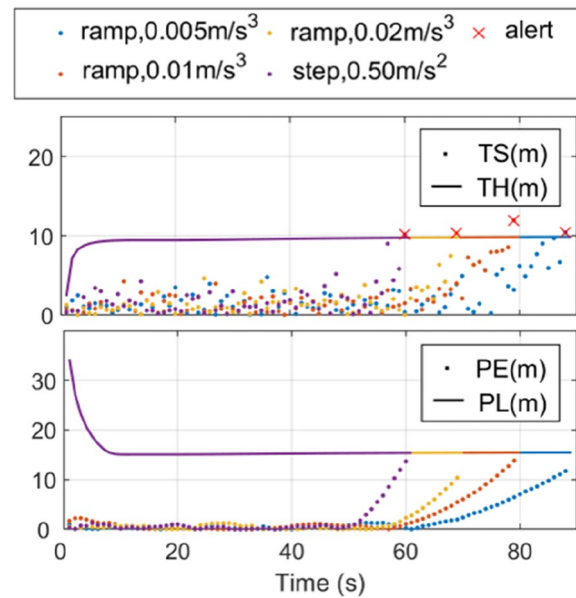 ramp,0.005m/s³ ramp,0.02m/s³ alert
ramp,0.01m/s³ step,0.50m/s²
20
10
0
TS(m)
TH(m)
30
20
10
0
PE(m)
PL(m)
0 20 40 60 80
Time (s)